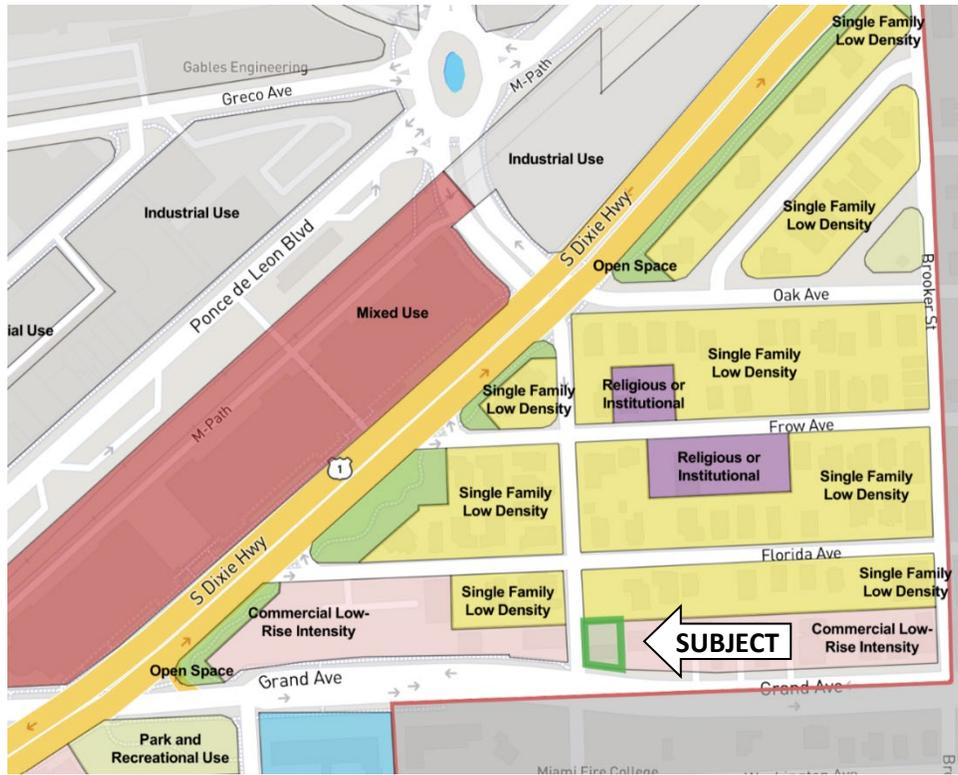 Single Family
Low Density
Gables Engineering
Greco Ave
M-Path
Industrial Use
Industrial Use
Single Family
Low Density
S Dixie Hwy
Ponce de Leon Blvd
Open Space
Brooker St
Oak Ave
ial Use
Mixed Use
Single Family
Low Density
Religious or
Institutional
Single Family
Low Density
M-Path
Frow Ave
1
Religious or
Institutional
Single Family
Low Density
Single Family
Low Density
S Dixie Hwy
Florida Ave
Single Family
Low Density
Single Family
Low Density
Commercial Low-
Rise Intensity
SUBJECT
Commercial Low-
Rise Intensity
Open Space
Grand Ave
Grand Ave
Park and
Recreational Use
Miami Fire College
Washington Ave
Br